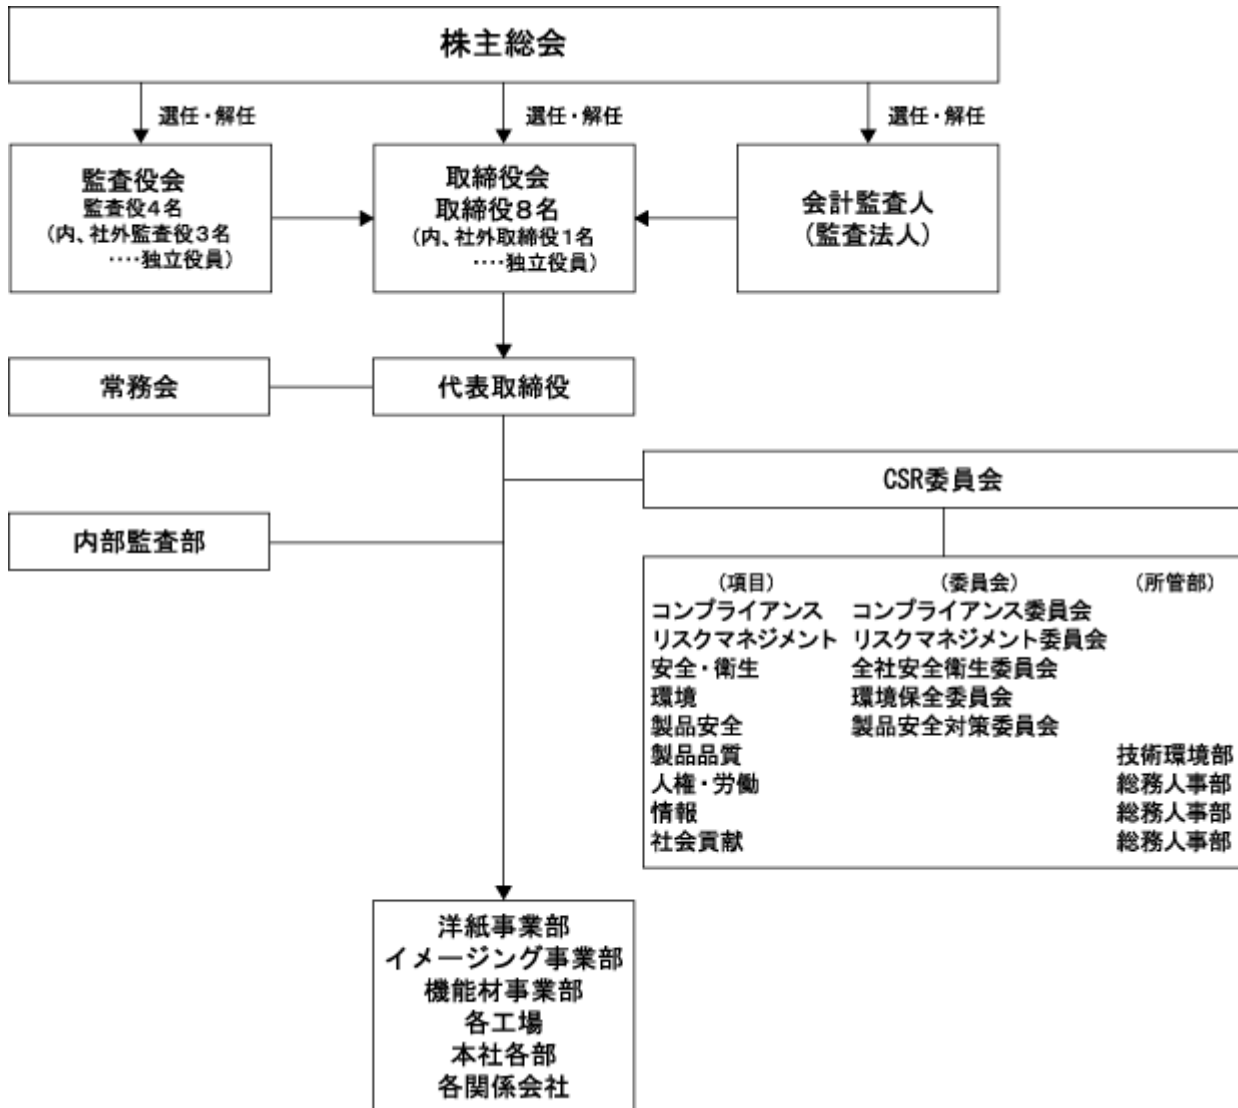 株主総会
選任・解任
選任・解任
選任・解任
監査役会
監査役4名
(内、社外監査役3名
‥‥独立役員)
取締役会
取締役8名
(内、社外取締役1名
‥‥独立役員)
会計監査人
(監査法人)
常務会
代表取締役
CSR委員会
内部監査部
(項目) (委員会) (所管部)
コンプライアンス コンプライアンス委員会
リスクマネジメント リスクマネジメント委員会
安全・衛生 全社安全衛生委員会
環境 環境保全委員会
製品安全 製品安全対策委員会
製品品質 技術環境部
人権・労働 総務人事部
情報 総務人事部
社会貢献 総務人事部
洋紙事業部
イメージング事業部
機能材事業部
各工場
本社各部
各関係会社